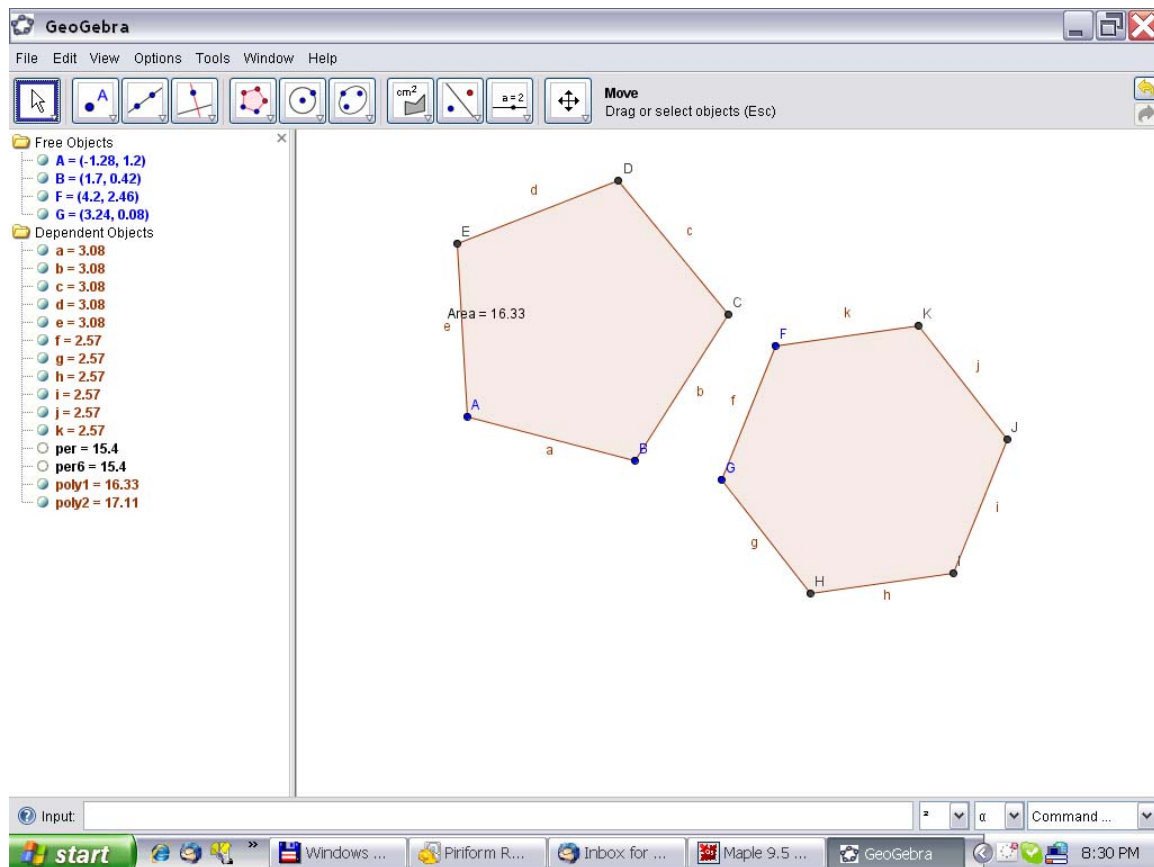 GeoGebra
File Edit View Options Tools Window Help
A
cm²
a=2
Move
Drag or select objects (Esc)
Free Objects
A = (-1.28, 1.2)
B = (1.7, 0.42)
F = (4.2, 2.46)
G = (3.24, 0.08)
Dependent Objects
a = 3.08
b = 3.08
c = 3.08
d = 3.08
e = 3.08
f = 2.57
g = 2.57
h = 2.57
i = 2.57
j = 2.57
k = 2.57
per = 15.4
per6 = 15.4
poly1 = 16.33
poly2 = 17.11
D
d
E
c
C
Area = 16.33
e
k
K
F
j
b
f
A
J
a
B
G
i
g
I
H
h
Input:
² α Command ...
start » Windows ... Piriform R... Inbox for ... Maple 9.5 ... GeoGebra 8:30 PM